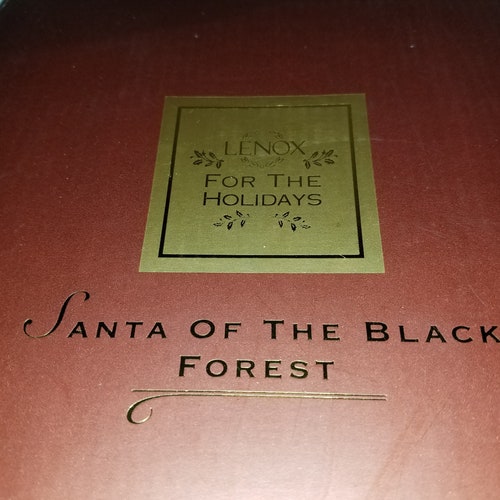 LENOX
FOR THE
HOLIDAYS
SANTA OF THE BLACK
FOREST